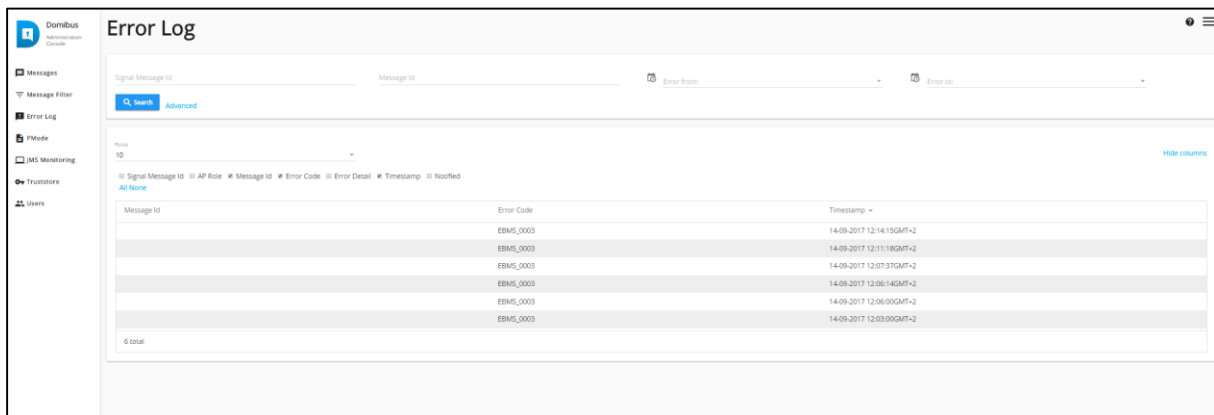 Domibus
Administration
Console
Error Log
Messages
Message Filter
Error Log
PMode
JMS Monitoring
Truststore
Users
Signal Message Id
Message Id
Error from:
Error to:
Search
Advanced
Rows
10
Hide columns
Signal Message Id AP Role Message Id Error Code Error Detail Timestamp Notified
All None
Message Id Error Code Timestamp
EBMS_0003 14-09-2017 12:14:15GMT+2
EBMS_0003 14-09-2017 12:11:18GMT+2
EBMS_0003 14-09-2017 12:07:37GMT+2
EBMS_0003 14-09-2017 12:06:14GMT+2
EBMS_0003 14-09-2017 12:06:00GMT+2
EBMS_0003 14-09-2017 12:03:00GMT+2
6 total